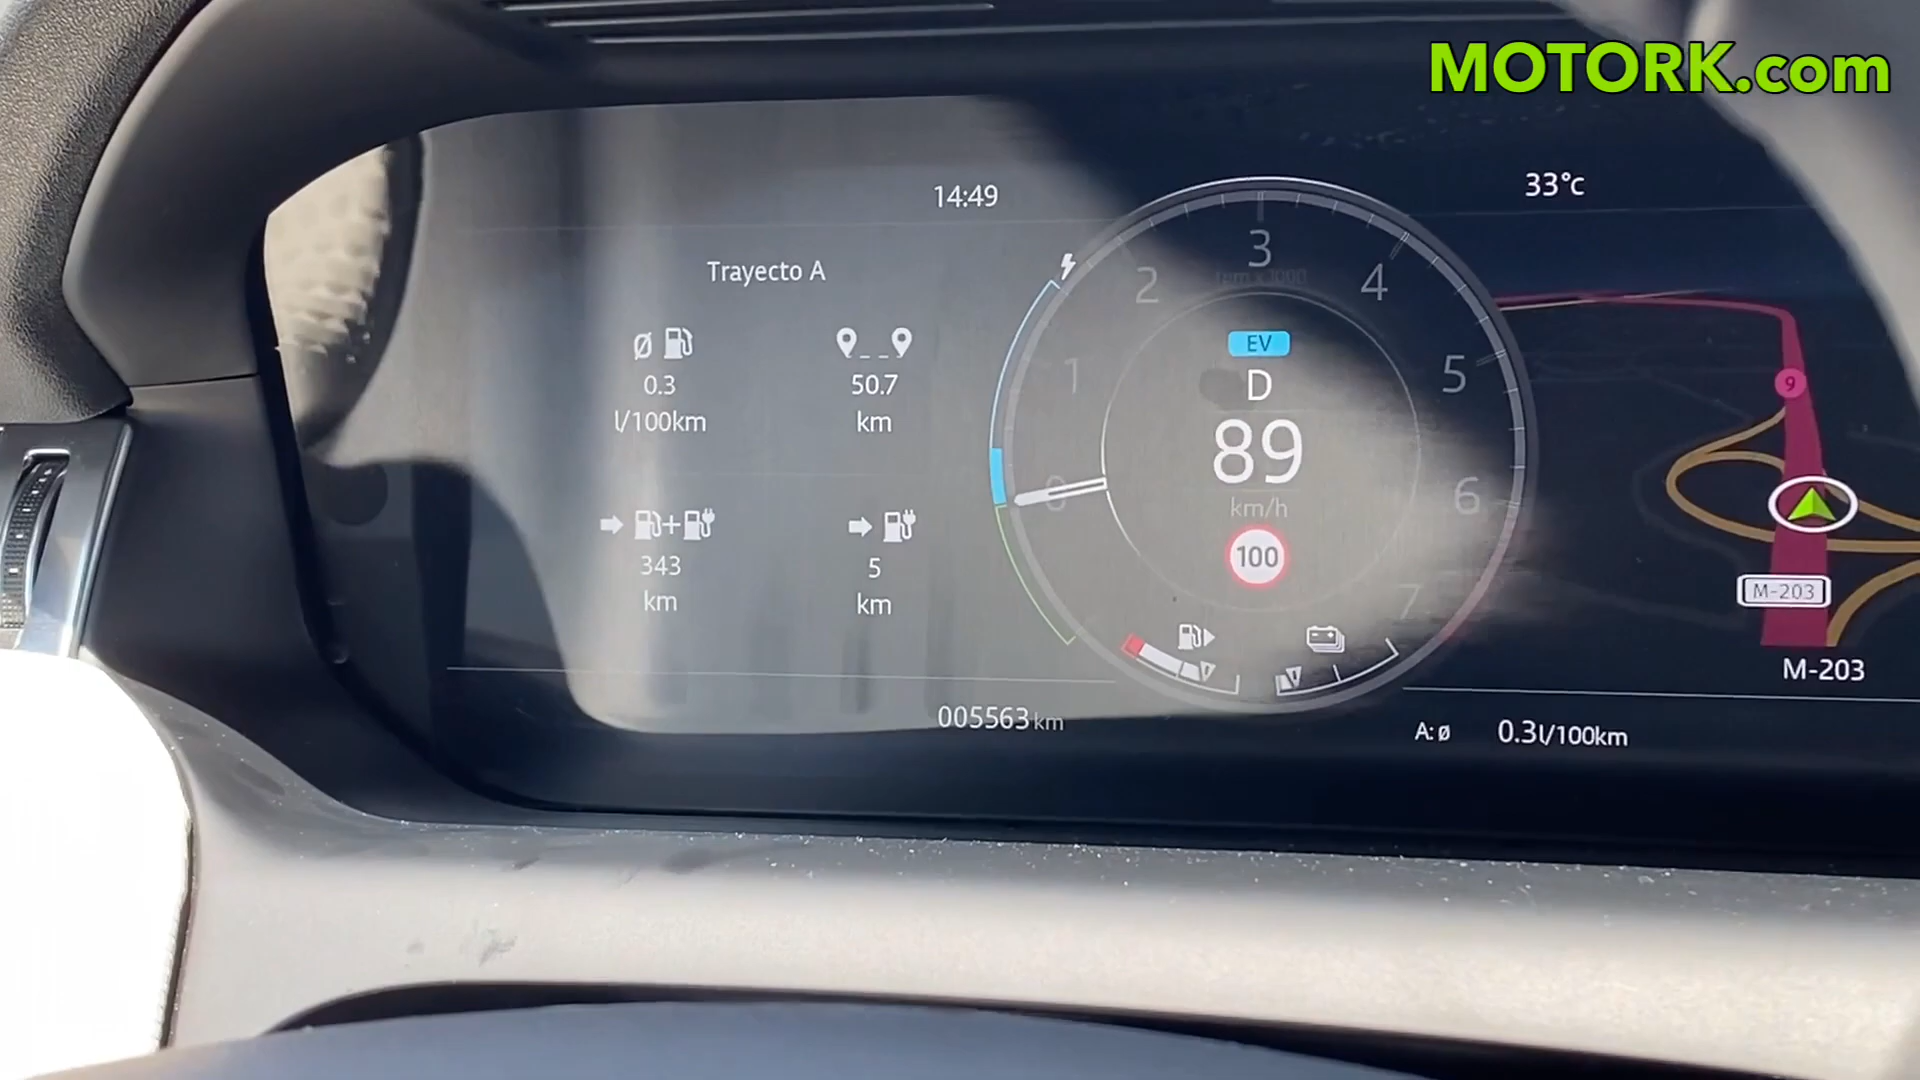 MOTORK.com
14:49
33°c
Trayecto A
Ø
0.3
l/100km
50.7
km
343
km
5
km
0
1
2
3
4
5
6
7
EV
D
89
km/h
100
9
M-203
M-203
005563 km
A: ø 0.3l/100km